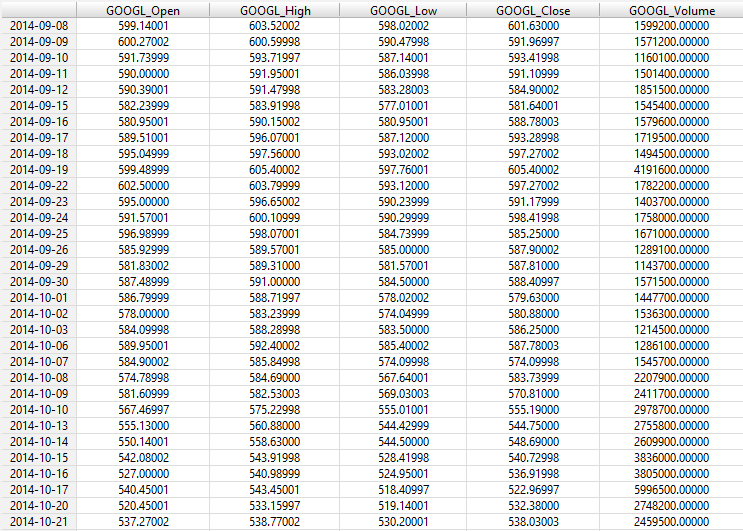 GOOGL_Open GOOGL_High GOOGL_Low GOOGL_Close GOOGL_Volume
2014-09-08 599.14001 603.52002 598.02002 601.63000 1599200.00000
2014-09-09 600.27002 600.59998 590.47998 591.96997 1571200.00000
2014-09-10 591.73999 593.71997 587.14001 593.41998 1160100.00000
2014-09-11 590.00000 591.95001 586.03998 591.10999 1501400.00000
2014-09-12 590.39001 591.47998 583.28003 584.90002 1851500.00000
2014-09-15 582.23999 583.91998 577.01001 581.64001 1545400.00000
2014-09-16 580.95001 590.15002 580.95001 588.78003 1579600.00000
2014-09-17 589.51001 596.07001 587.12000 593.28998 1719500.00000
2014-09-18 595.04999 597.56000 593.02002 597.27002 1494500.00000
2014-09-19 599.48999 605.40002 597.76001 605.40002 4191600.00000
2014-09-22 602.50000 603.79999 593.12000 597.27002 1782200.00000
2014-09-23 595.00000 596.65002 590.23999 591.17999 1403700.00000
2014-09-24 591.57001 600.10999 590.29999 598.41998 1758000.00000
2014-09-25 596.98999 598.07001 584.73999 585.25000 1671000.00000
2014-09-26 585.92999 589.57001 585.00000 587.90002 1289100.00000
2014-09-29 581.83002 589.31000 581.57001 587.81000 1143700.00000
2014-09-30 587.48999 591.00000 584.50000 588.40997 1571500.00000
2014-10-01 586.79999 588.71997 578.02002 579.63000 1447700.00000
2014-10-02 578.00000 583.23999 574.04999 580.88000 1536300.00000
2014-10-03 584.09998 588.28998 583.50000 586.25000 1214500.00000
2014-10-06 589.95001 592.40002 585.40002 587.78003 1286100.00000
2014-10-07 584.90002 585.84998 574.09998 574.09998 1545700.00000
2014-10-08 574.78998 584.69000 567.64001 583.73999 2207900.00000
2014-10-09 581.60999 582.53003 569.03003 570.81000 2411700.00000
2014-10-10 567.46997 575.22998 555.01001 555.19000 2978700.00000
2014-10-13 555.13000 560.88000 544.42999 544.75000 2755800.00000
2014-10-14 550.14001 558.63000 544.50000 548.69000 2609900.00000
2014-10-15 542.08002 543.91998 528.41998 540.72998 3836000.00000
2014-10-16 527.00000 540.98999 524.95001 536.91998 3805000.00000
2014-10-17 540.45001 543.45001 518.40997 522.96997 5996500.00000
2014-10-20 520.45001 533.15997 519.14001 532.38000 2748200.00000
2014-10-21 537.27002 538.77002 530.20001 538.03003 2459500.00000